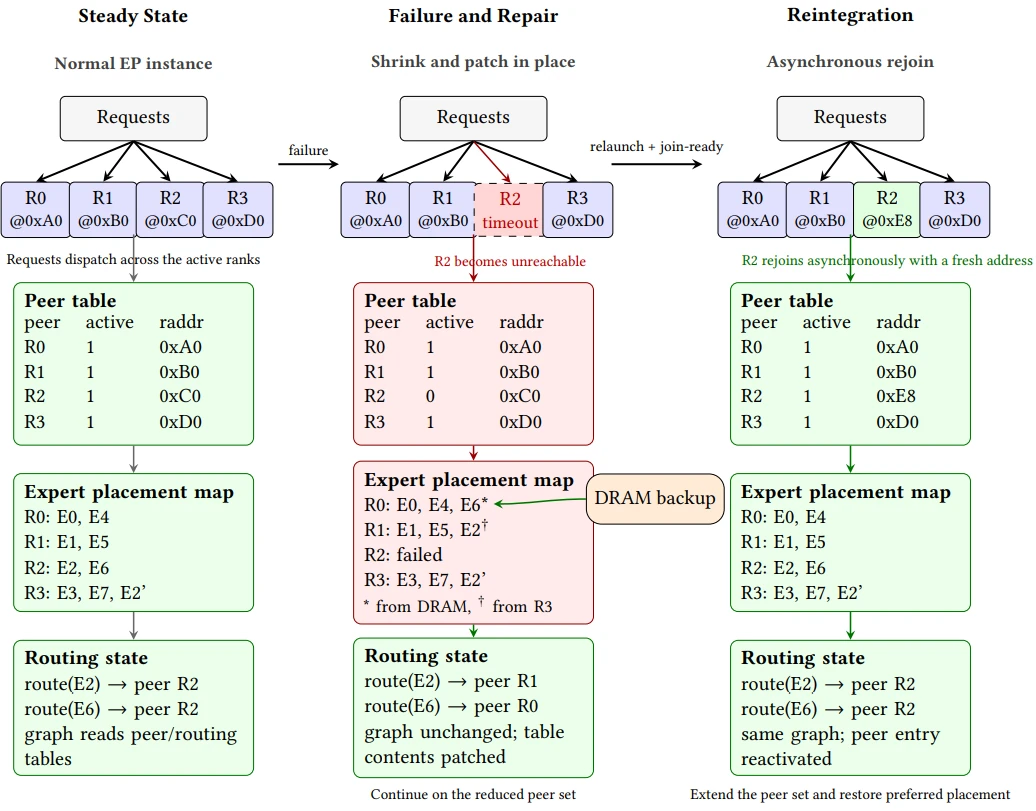 Steady State
Normal EP instance
Requests
R0
@0xA0
R1
@0xB0
R2
@0xC0
R3
@0xD0
Requests dispatch across the active ranks
Peer table
peer active raddr
R0 1 0xA0
R1 1 0xB0
R2 1 0xC0
R3 1 0xD0
Expert placement map
R0: E0, E4
R1: E1, E5
R2: E2, E6
R3: E3, E7, E2’
Routing state
route(E2) → peer R2
route(E6) → peer R2
graph reads peer/routing
tables
failure
Failure and Repair
Shrink and patch in place
Requests
R0
@0xA0
R1
@0xB0
R2
timeout
R3
@0xD0
R2 becomes unreachable
Peer table
peer active raddr
R0 1 0xA0
R1 1 0xB0
R2 0 0xC0
R3 1 0xD0
Expert placement map
R0: E0, E4, E6*
R1: E1, E5, E2†
R2: failed
R3: E3, E7, E2’
* from DRAM, † from R3
DRAM backup
Routing state
route(E2) → peer R1
route(E6) → peer R0
graph unchanged; table
contents patched
Continue on the reduced peer set
relaunch + join-ready
Reintegration
Asynchronous rejoin
Requests
R0
@0xA0
R1
@0xB0
R2
@0xE8
R3
@0xD0
R2 rejoins asynchronously with a fresh address
Peer table
peer active raddr
R0 1 0xA0
R1 1 0xB0
R2 1 0xE8
R3 1 0xD0
Expert placement map
R0: E0, E4
R1: E1, E5
R2: E2, E6
R3: E3, E7, E2’
Routing state
route(E2) → peer R2
route(E6) → peer R2
same graph; peer entry
reactivated
Extend the peer set and restore preferred placement